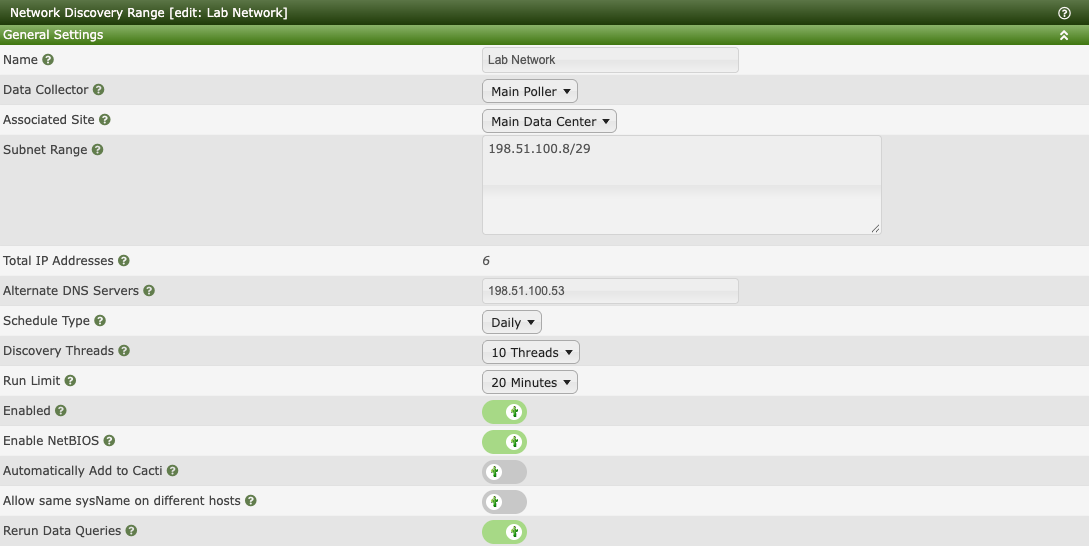 Network Discovery Range [edit: Lab Network]
General Settings
Name
Lab Network
Data Collector
Main Poller
Associated Site
Main Data Center
Subnet Range
198.51.100.8/29
Total IP Addresses
6
Alternate DNS Servers
198.51.100.53
Schedule Type
Daily
Discovery Threads
10 Threads
Run Limit
20 Minutes
Enabled
Enable NetBIOS
Automatically Add to Cacti
Allow same sysName on different hosts
Rerun Data Queries